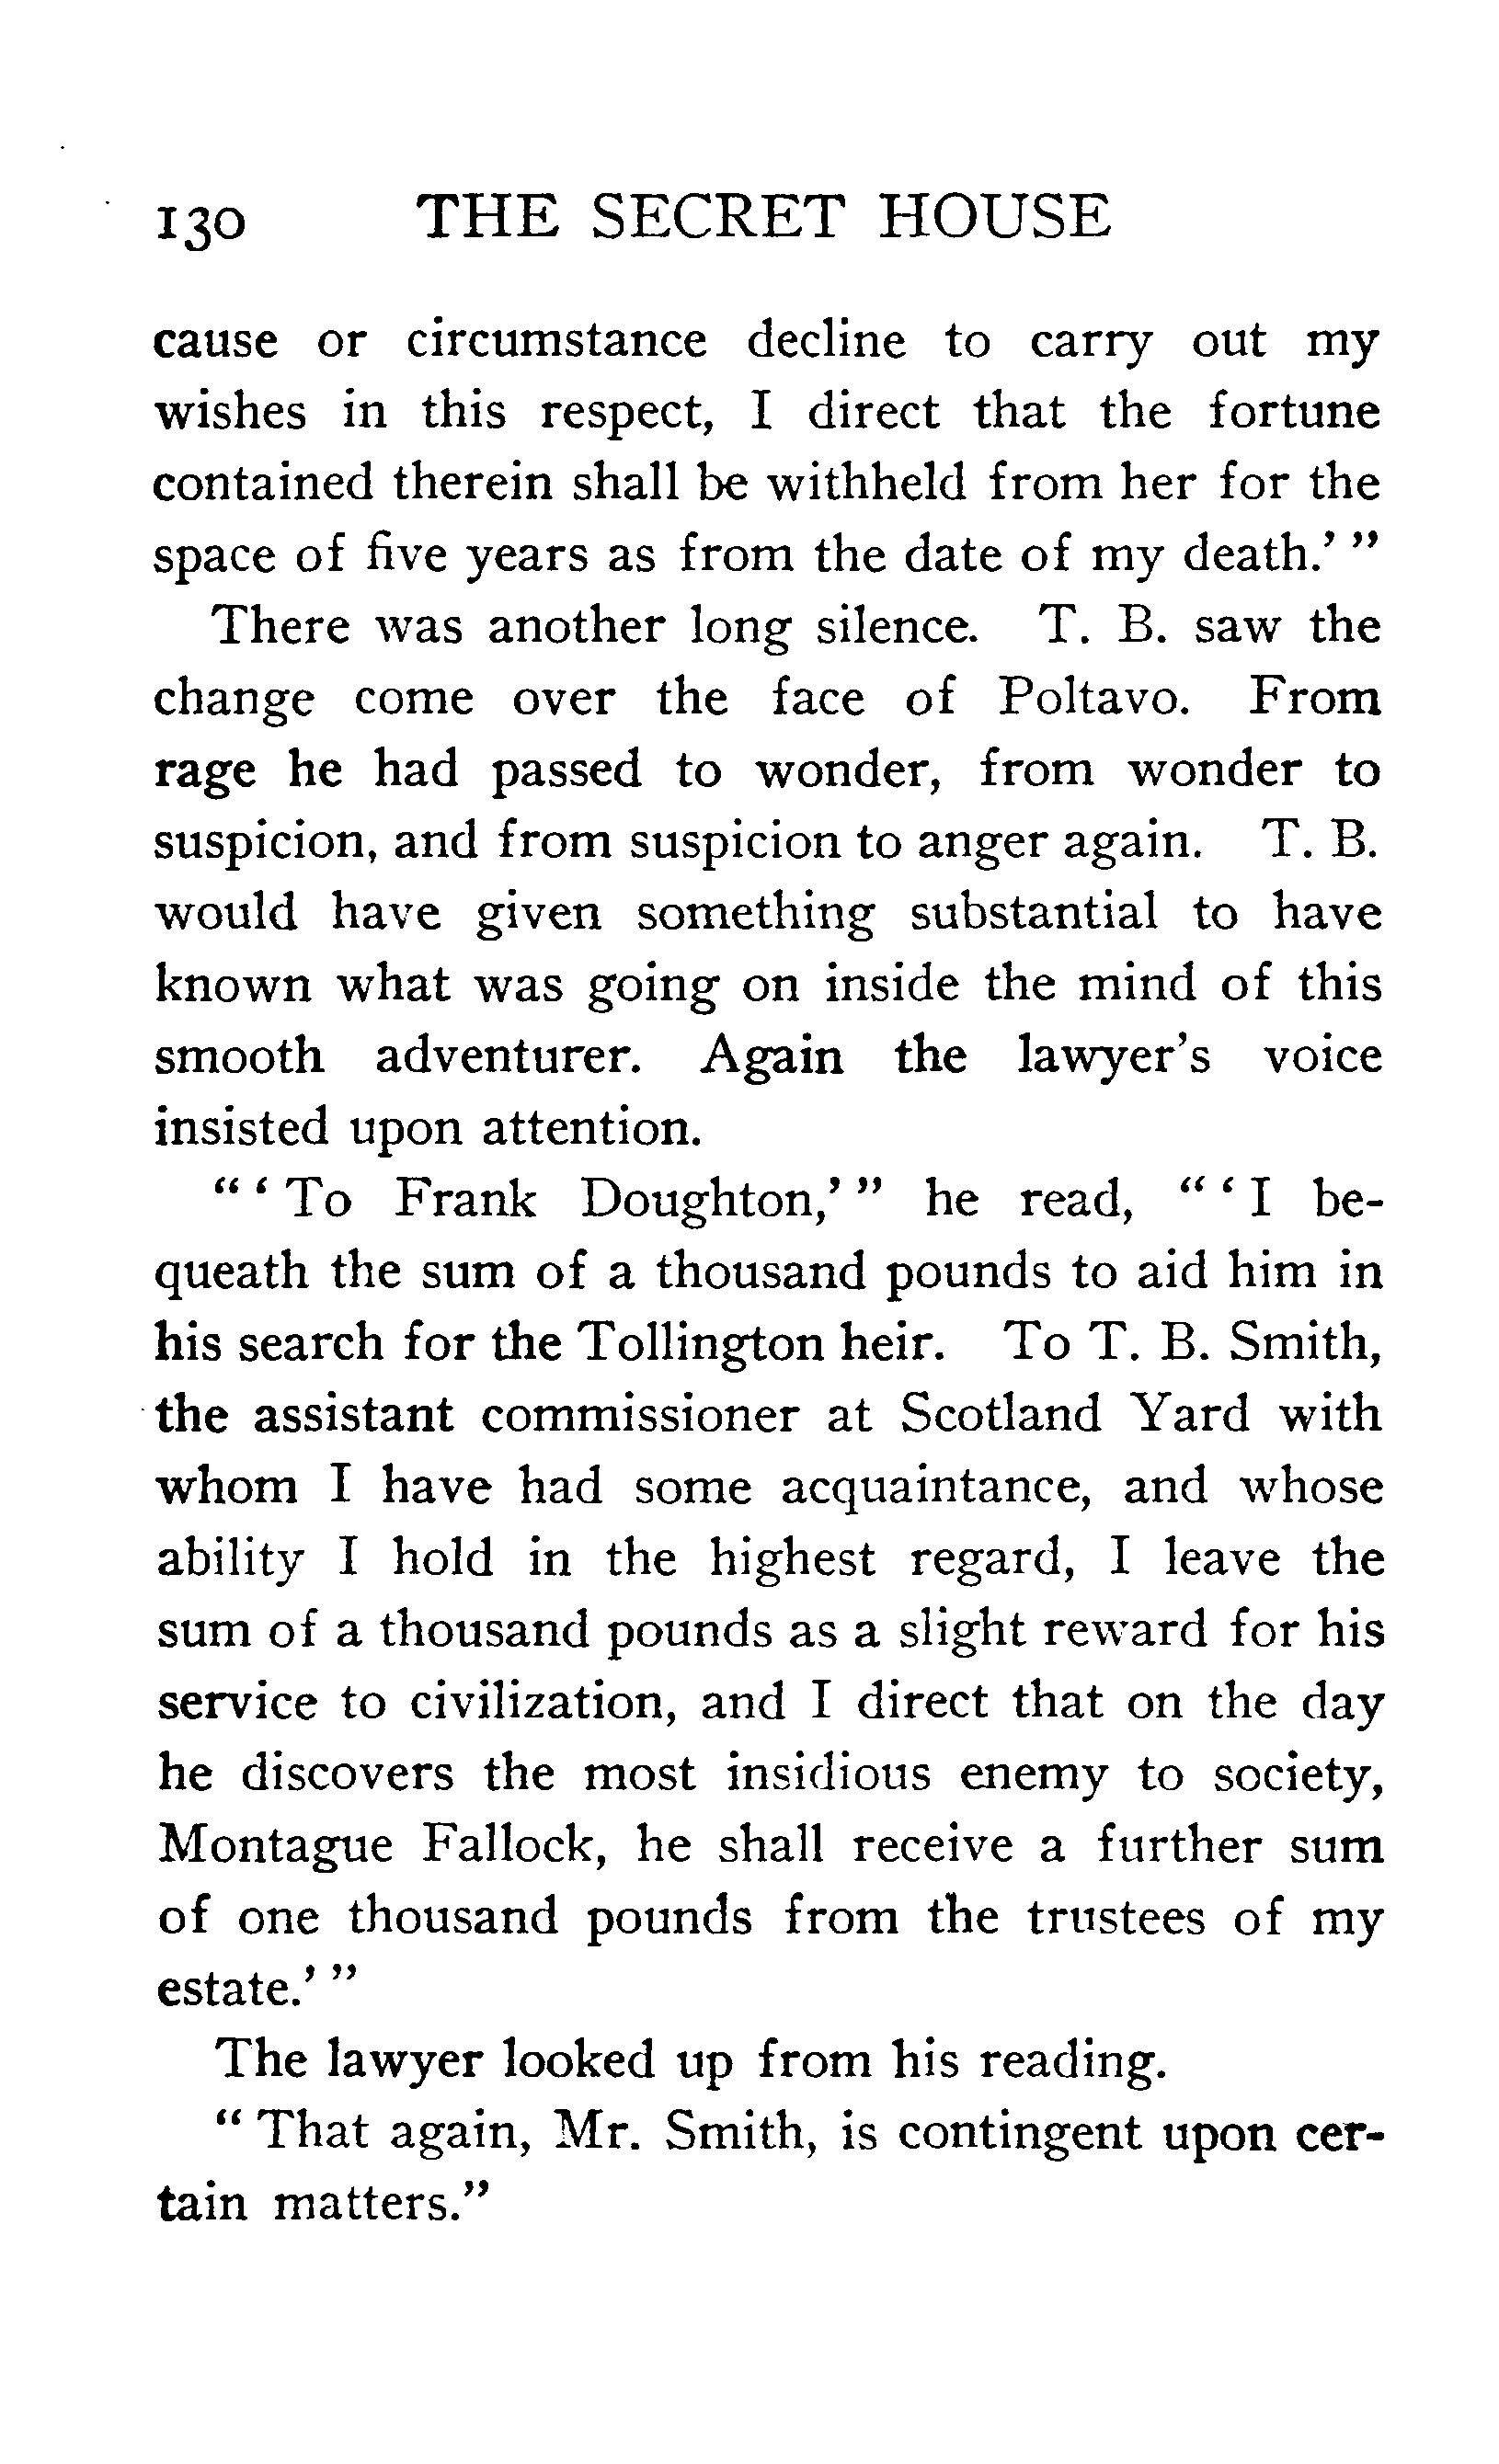 130 THE SECRET HOUSE
cause or circumstance decline to carry out my
wishes in this respect, I direct that the fortune
contained therein shall be withheld from her for the
space of five years as from the date of my death.’ ”
There was another long silence. T. B. saw the
change come over the face of Poltavo. From
rage he had passed to wonder, from wonder to
suspicion, and from suspicion to anger again. T. B.
would have given something substantial to have
known what was going on inside the mind of this
smooth adventurer. Again the lawyer’s voice
insisted upon attention.
“ ‘ To Frank Doughton,’ ” he read, “ ‘ I be-
queath the sum of a thousand pounds to aid him in
his search for the Tollington heir. To T. B. Smith,
the assistant commissioner at Scotland Yard with
whom I have had some acquaintance, and whose
ability I hold in the highest regard, I leave the
sum of a thousand pounds as a slight reward for his
service to civilization, and I direct that on the day
he discovers the most insidious enemy to society,
Montague Fallock, he shall receive a further sum
of one thousand pounds from the trustees of my
estate.’ ”
The lawyer looked up from his reading.
“ That again, Mr. Smith, is contingent upon cer-
tain matters.”